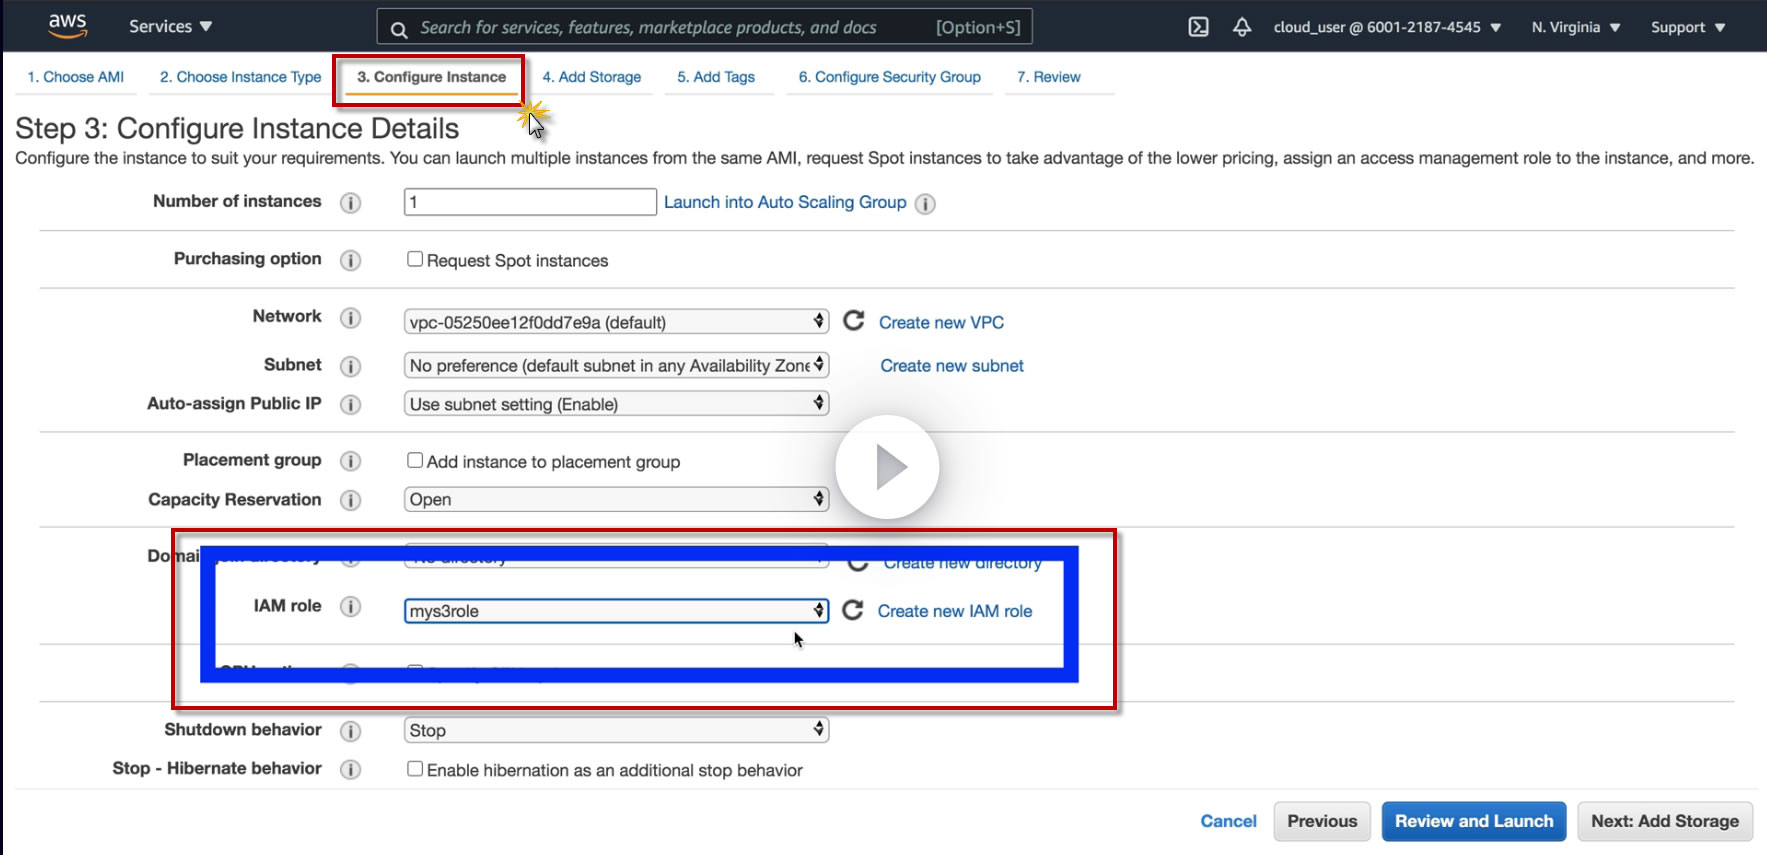 aws Services Search for services, features, marketplace products, and docs [Option+S] cloud_user @ 6001-2187-4545 N. Virginia Support
1. Choose AMI 2. Choose Instance Type 3. Configure Instance 4. Add Storage 5. Add Tags 6. Configure Security Group 7. Review
Step 3: Configure Instance Details
Configure the instance to suit your requirements. You can launch multiple instances from the same AMI, request Spot instances to take advantage of the lower pricing, assign an access management role to the instance, and more.
Number of instances 1 Launch into Auto Scaling Group
Purchasing option Request Spot instances
Network vpc-05250ee12f0dd7e9a (default) Create new VPC
Subnet No preference (default subnet in any Availability Zone Create new subnet
Auto-assign Public IP Use subnet setting (Enable)
Placement group Add instance to placement group
Capacity Reservation Open
Domain join directory No directory Create new directory
IAM role mys3role Create new IAM role
Shutdown behavior Stop
Stop - Hibernate behavior Enable hibernation as an additional stop behavior
Cancel Previous Review and Launch Next: Add Storage